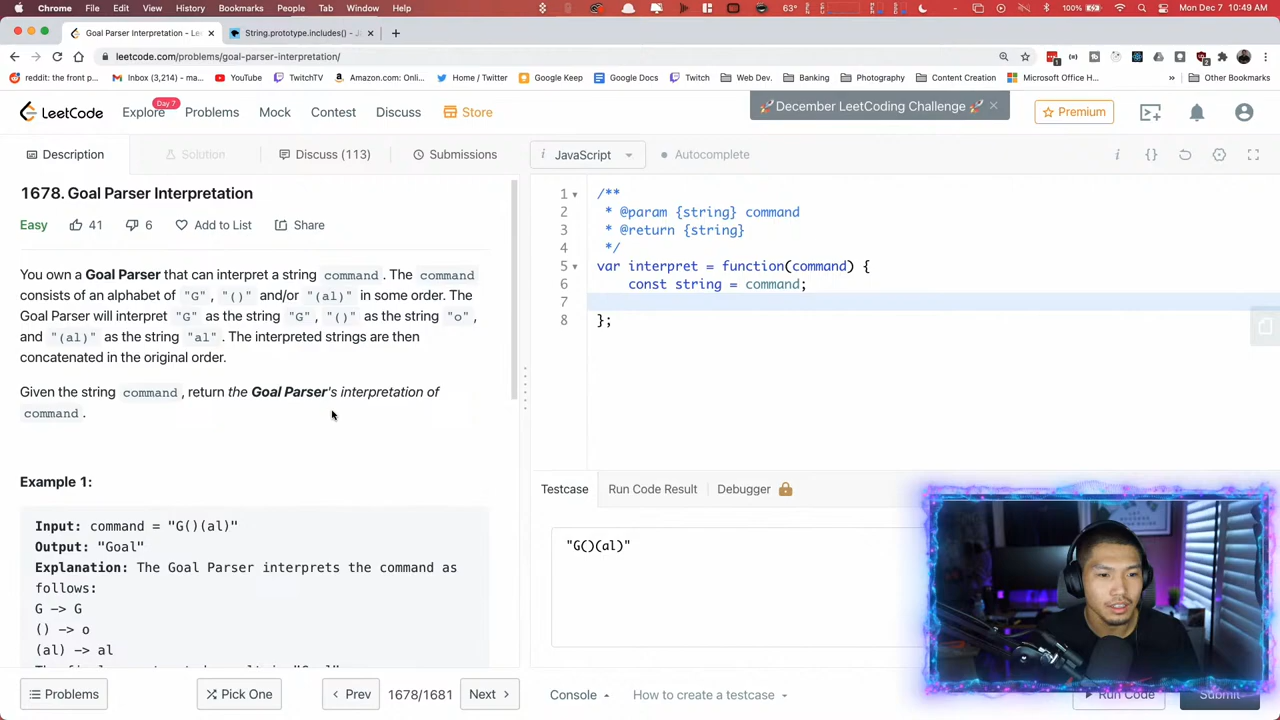 Chrome File Edit View History Bookmarks People Tab Window Help 63° 100% Mon Dec 7 10:49 AM
Goal Parser Interpretation - Le String.prototype.includes() - J
leetcode.com/problems/goal-parser-interpretation/
reddit: the front p... Inbox (3,214) - ma... YouTube TwitchTV Amazon.com: Onli... Home / Twitter Google Keep Google Docs Twitch Web Dev. Banking Photography Content Creation Microsoft Office H... » Other Bookmarks
LeetCode Explore Day 7 Problems Mock Contest Discuss Store December LeetCoding Challenge Premium
Description Solution Discuss (113) Submissions i JavaScript Autocomplete
1678. Goal Parser Interpretation
Easy 41 6 Add to List Share
You own a Goal Parser that can interpret a string command. The command
consists of an alphabet of "G", "()" and/or "(al)" in some order. The
Goal Parser will interpret "G" as the string "G", "()" as the string "o",
and "(al)" as the string "al". The interpreted strings are then
concatenated in the original order.
Given the string command, return the Goal Parser's interpretation of
command.
Example 1:
Input: command = "G()(al)"
Output: "Goal"
Explanation: The Goal Parser interprets the command as
follows:
G -> G
() -> o
(al) -> al
1 /**
2 * @param {string} command
3 * @return {string}
4 */
5 var interpret = function(command) {
6 const string = command;
7
8 };
Testcase Run Code Result Debugger
"G()(al)"
Problems Pick One Prev 1678/1681 Next Console How to create a testcase Run Code Submit